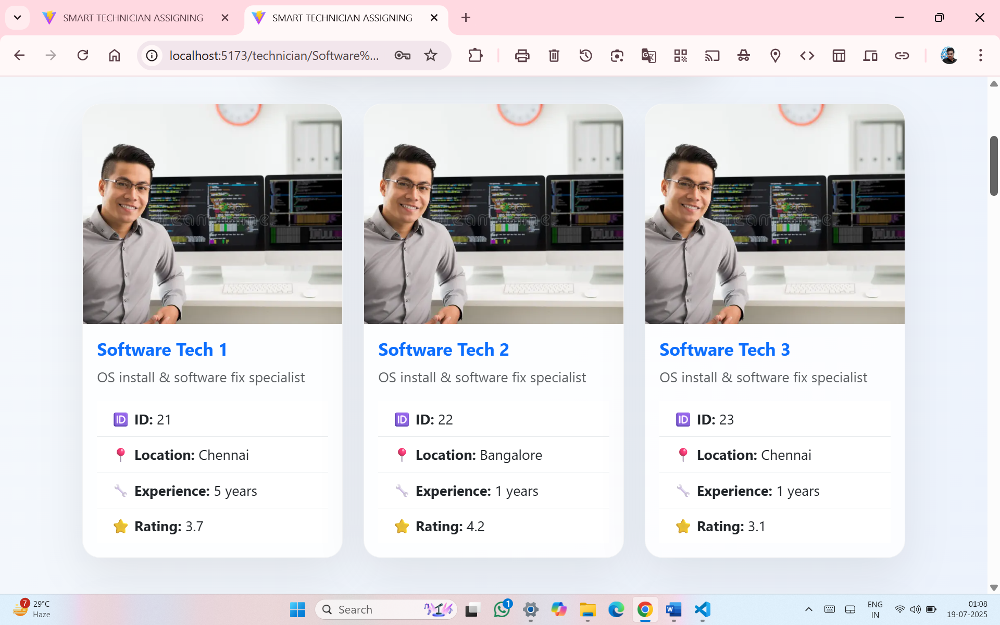 SMART TECHNICIAN ASSIGNING
SMART TECHNICIAN ASSIGNING
localhost:5173/technician/Software%...
Software Tech 1
OS install & software fix specialist
ID: 21
Location: Chennai
Experience: 5 years
Rating: 3.7
Software Tech 2
OS install & software fix specialist
ID: 22
Location: Bangalore
Experience: 1 years
Rating: 4.2
Software Tech 3
OS install & software fix specialist
ID: 23
Location: Chennai
Experience: 1 years
Rating: 3.1
7
29°C
Haze
Search
1
ENG
IN
01:08
19-07-2025